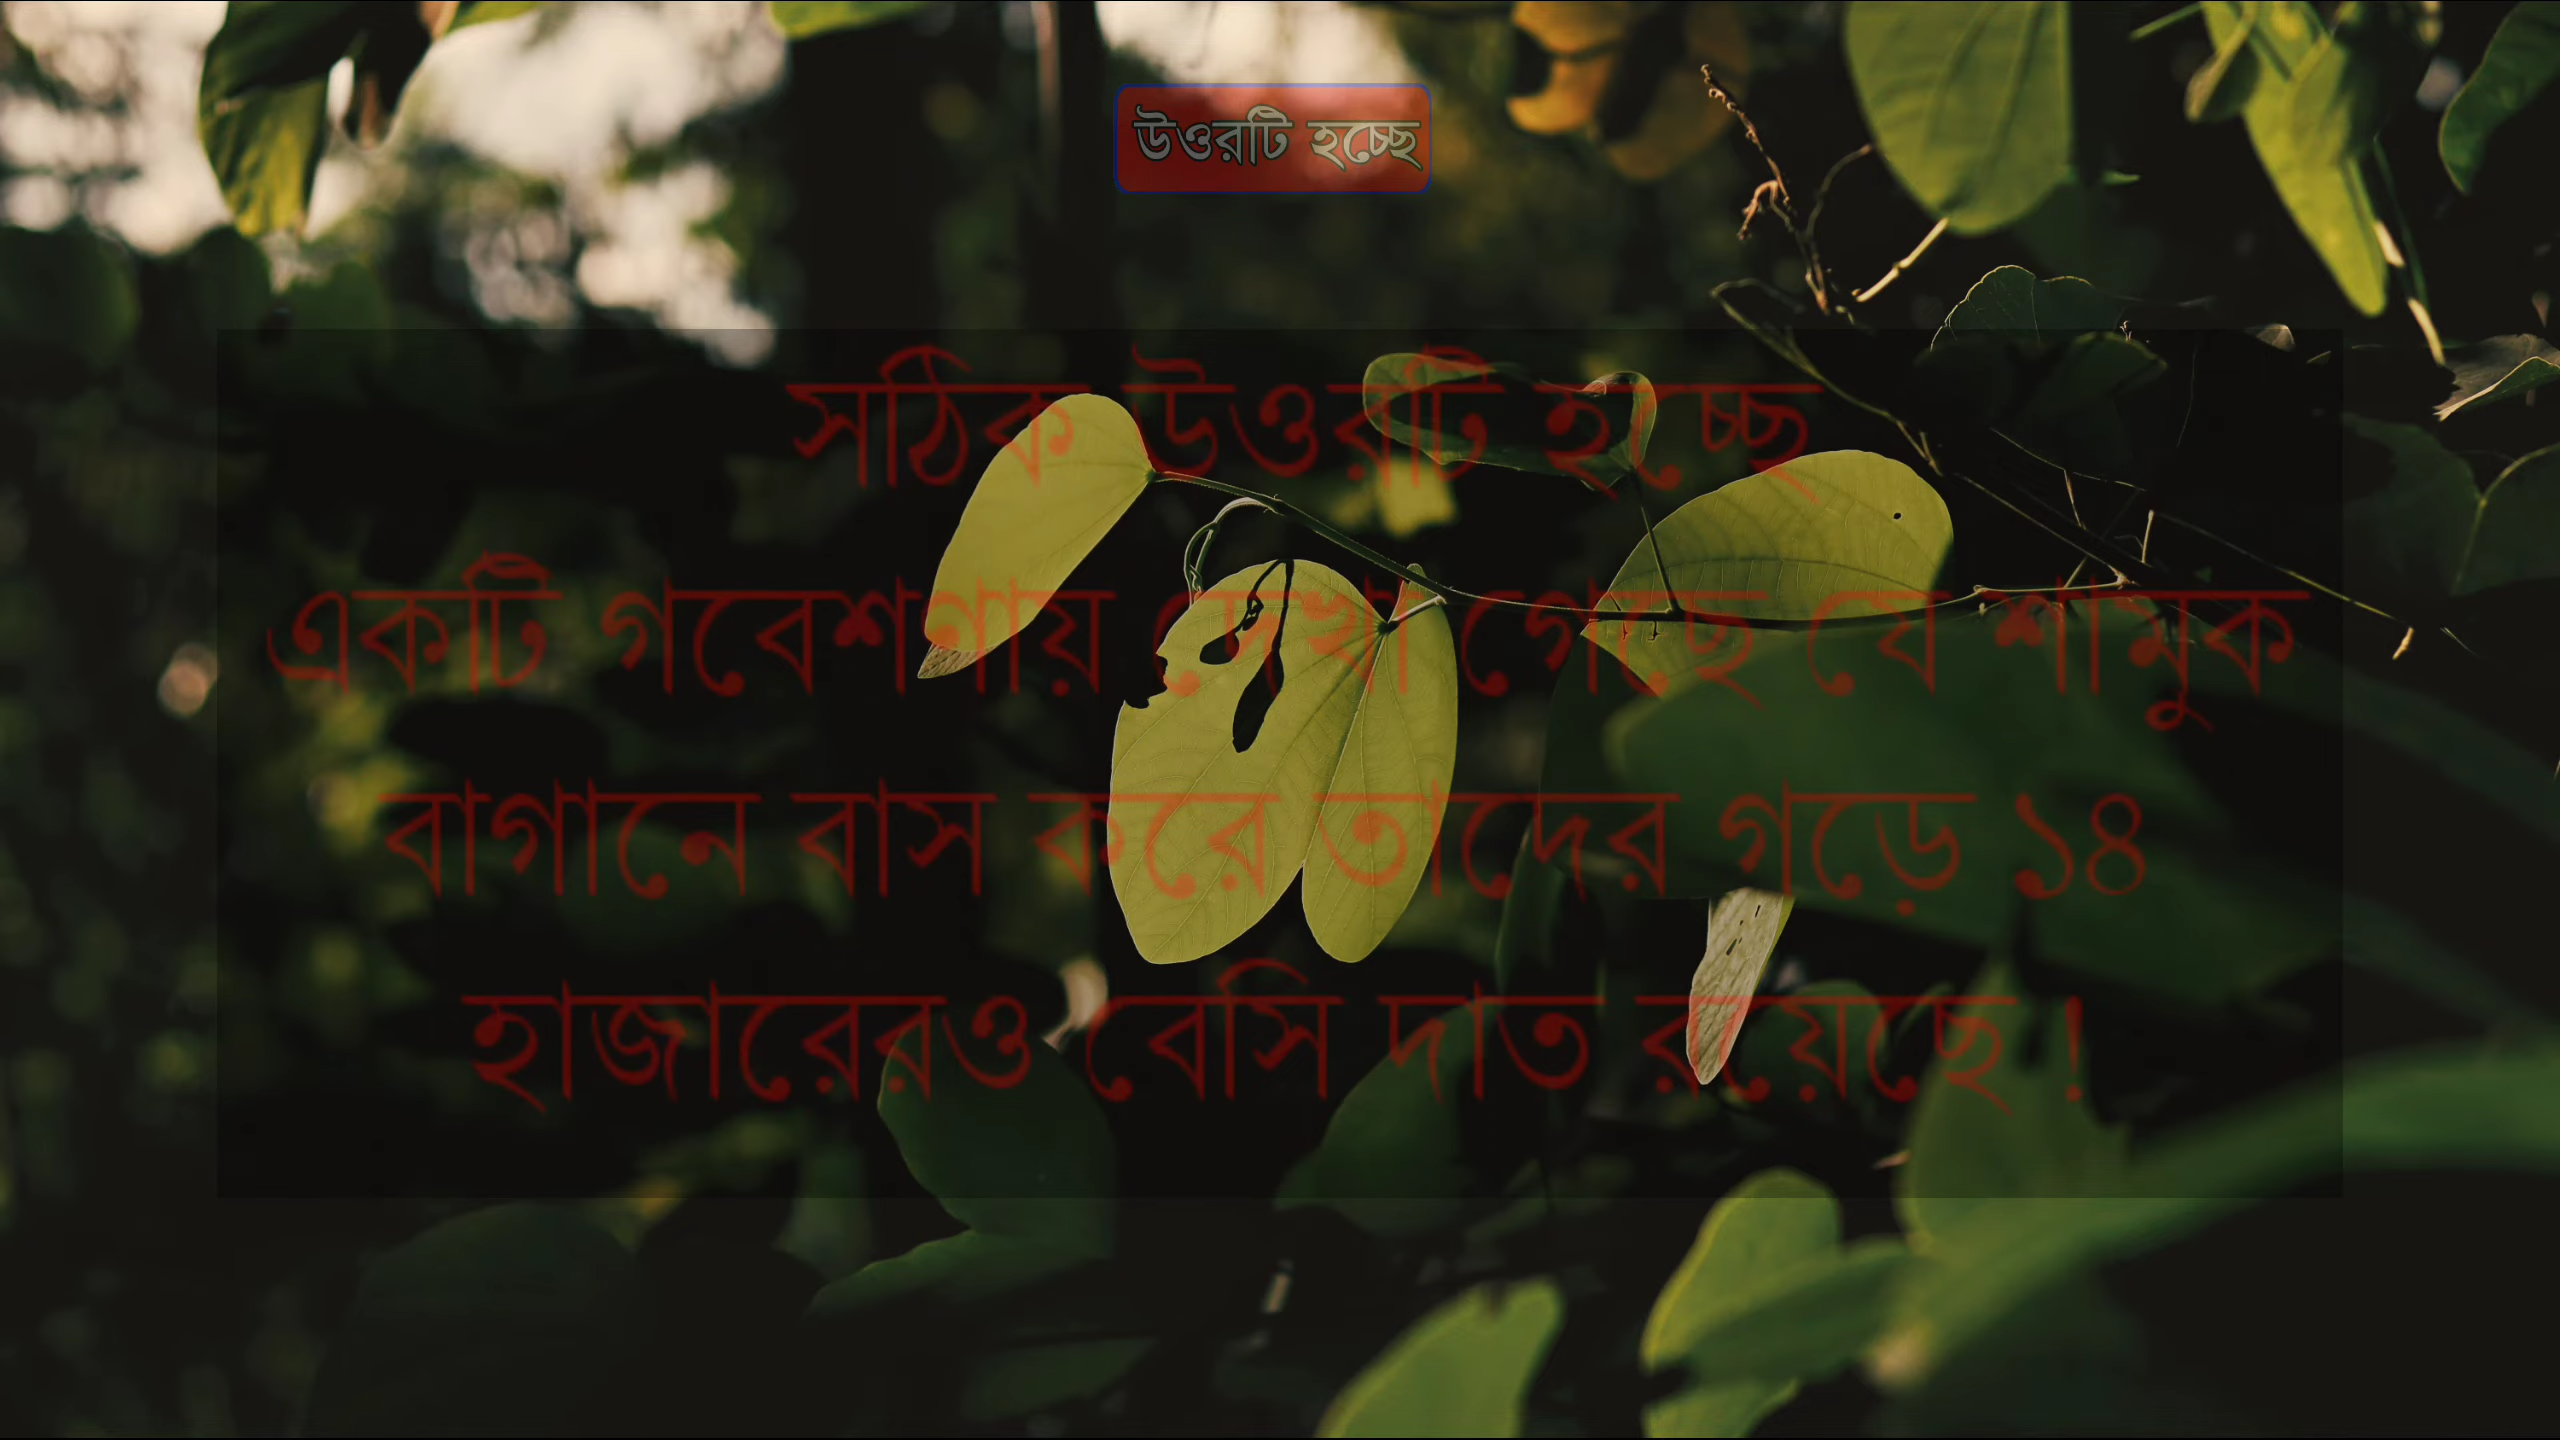 উওরটি হচ্ছে
সঠিক উওরটি হচ্ছে
একটি গবেশণায় দেখা গেছে যে শামুক
বাগানে বাস করে তাদের গড়ে ১৪
হাজারেরও বেসি দাত রয়েছে !